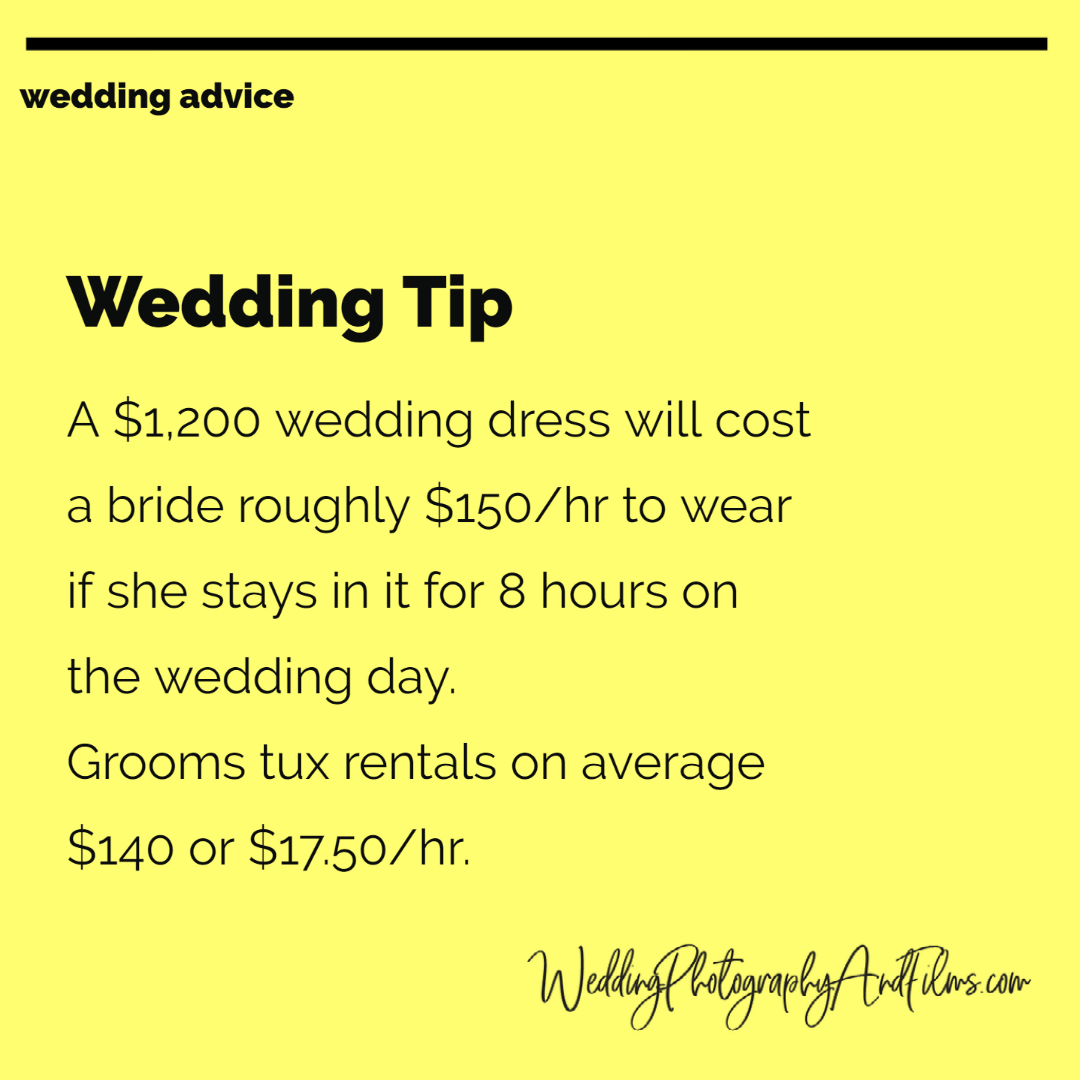 wedding advice
Wedding Tip
A $1,200 wedding dress will cost
a bride roughly $150/hr to wear
if she stays in it for 8 hours on
the wedding day.
Grooms tux rentals on average
$140 or $17.50/hr.
WeddingPhotographyAndFilms.com